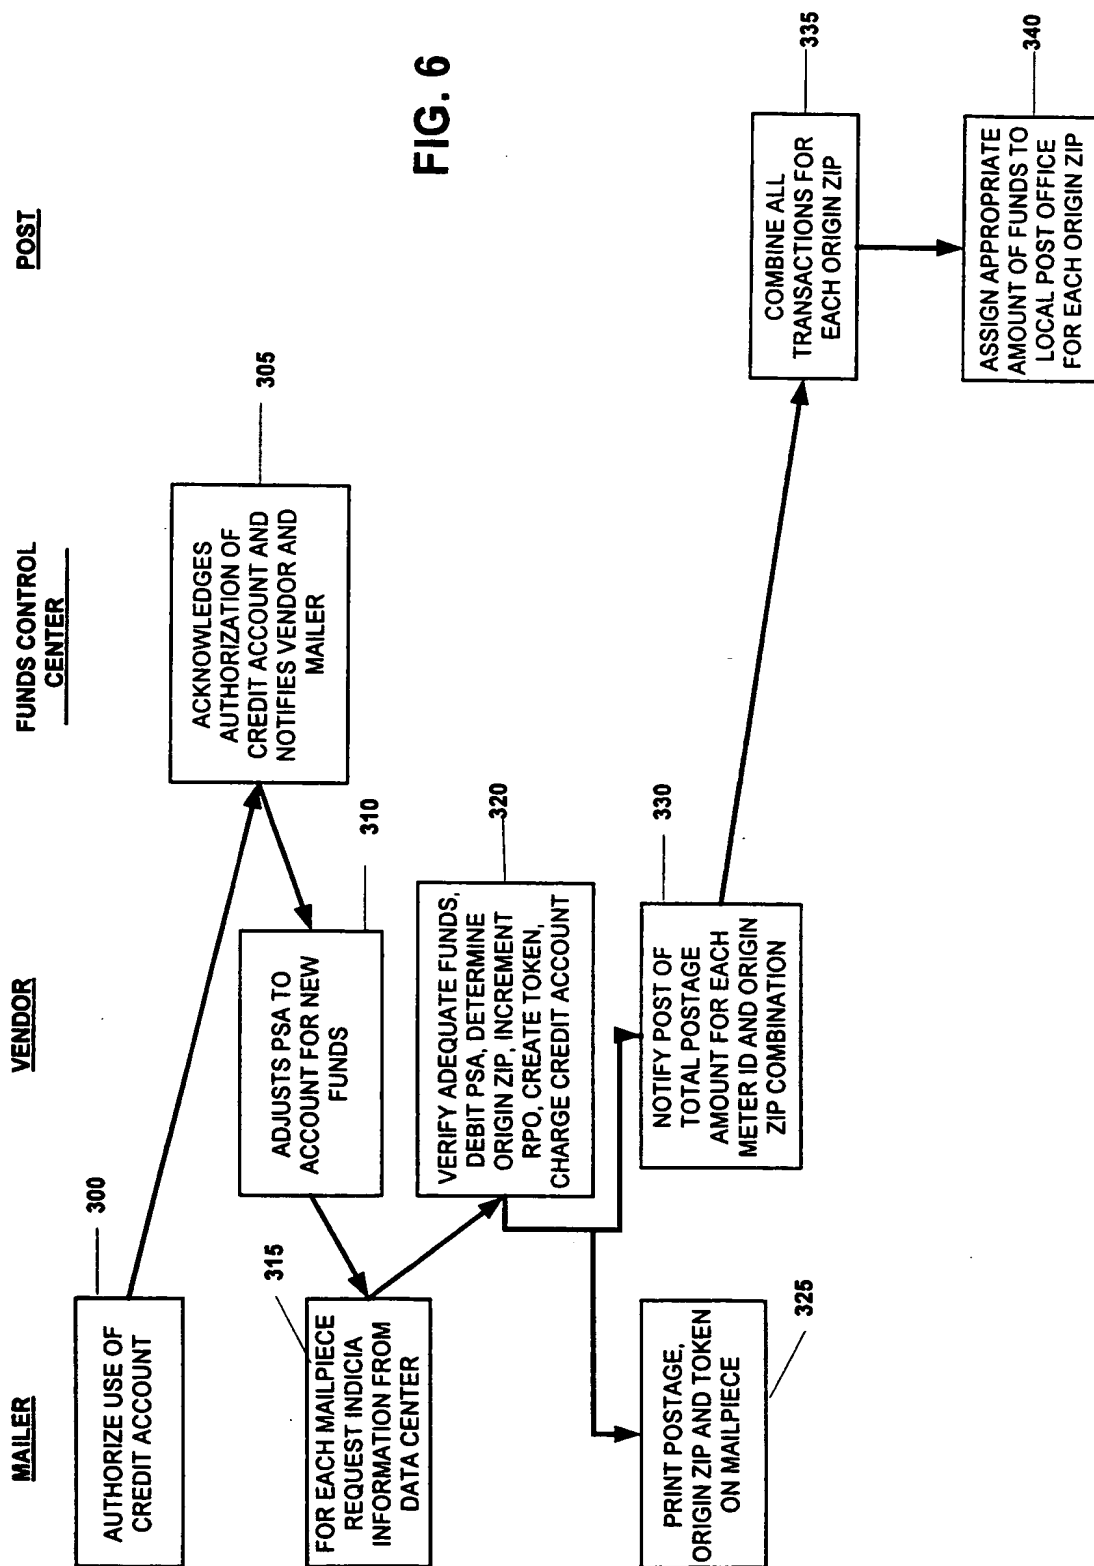 MAILER
VENDOR
FUNDS CONTROL
CENTER
POST
300
AUTHORIZE USE OF
CREDIT ACCOUNT
305
ACKNOWLEDGES
AUTHORIZATION OF
CREDIT ACCOUNT AND
NOTIFIES VENDOR AND
MAILER
310
ADJUSTS PSA TO
ACCOUNT FOR NEW
FUNDS
315
FOR EACH MAILPIECE
REQUEST INDICIA
INFORMATION FROM
DATA CENTER
320
VERIFY ADEQUATE FUNDS,
DEBIT PSA, DETERMINE
ORIGIN ZIP, INCREMENT
RPO, CREATE TOKEN,
CHARGE CREDIT ACCOUNT
325
PRINT POSTAGE,
ORIGIN ZIP AND TOKEN
ON MAILPIECE
330
NOTIFY POST OF
TOTAL POSTAGE
AMOUNT FOR EACH
METER ID AND ORIGIN
ZIP COMBINATION
335
COMBINE ALL
TRANSACTIONS FOR
EACH ORIGIN ZIP
340
ASSIGN APPROPRIATE
AMOUNT OF FUNDS TO
LOCAL POST OFFICE
FOR EACH ORIGIN ZIP
FIG. 6